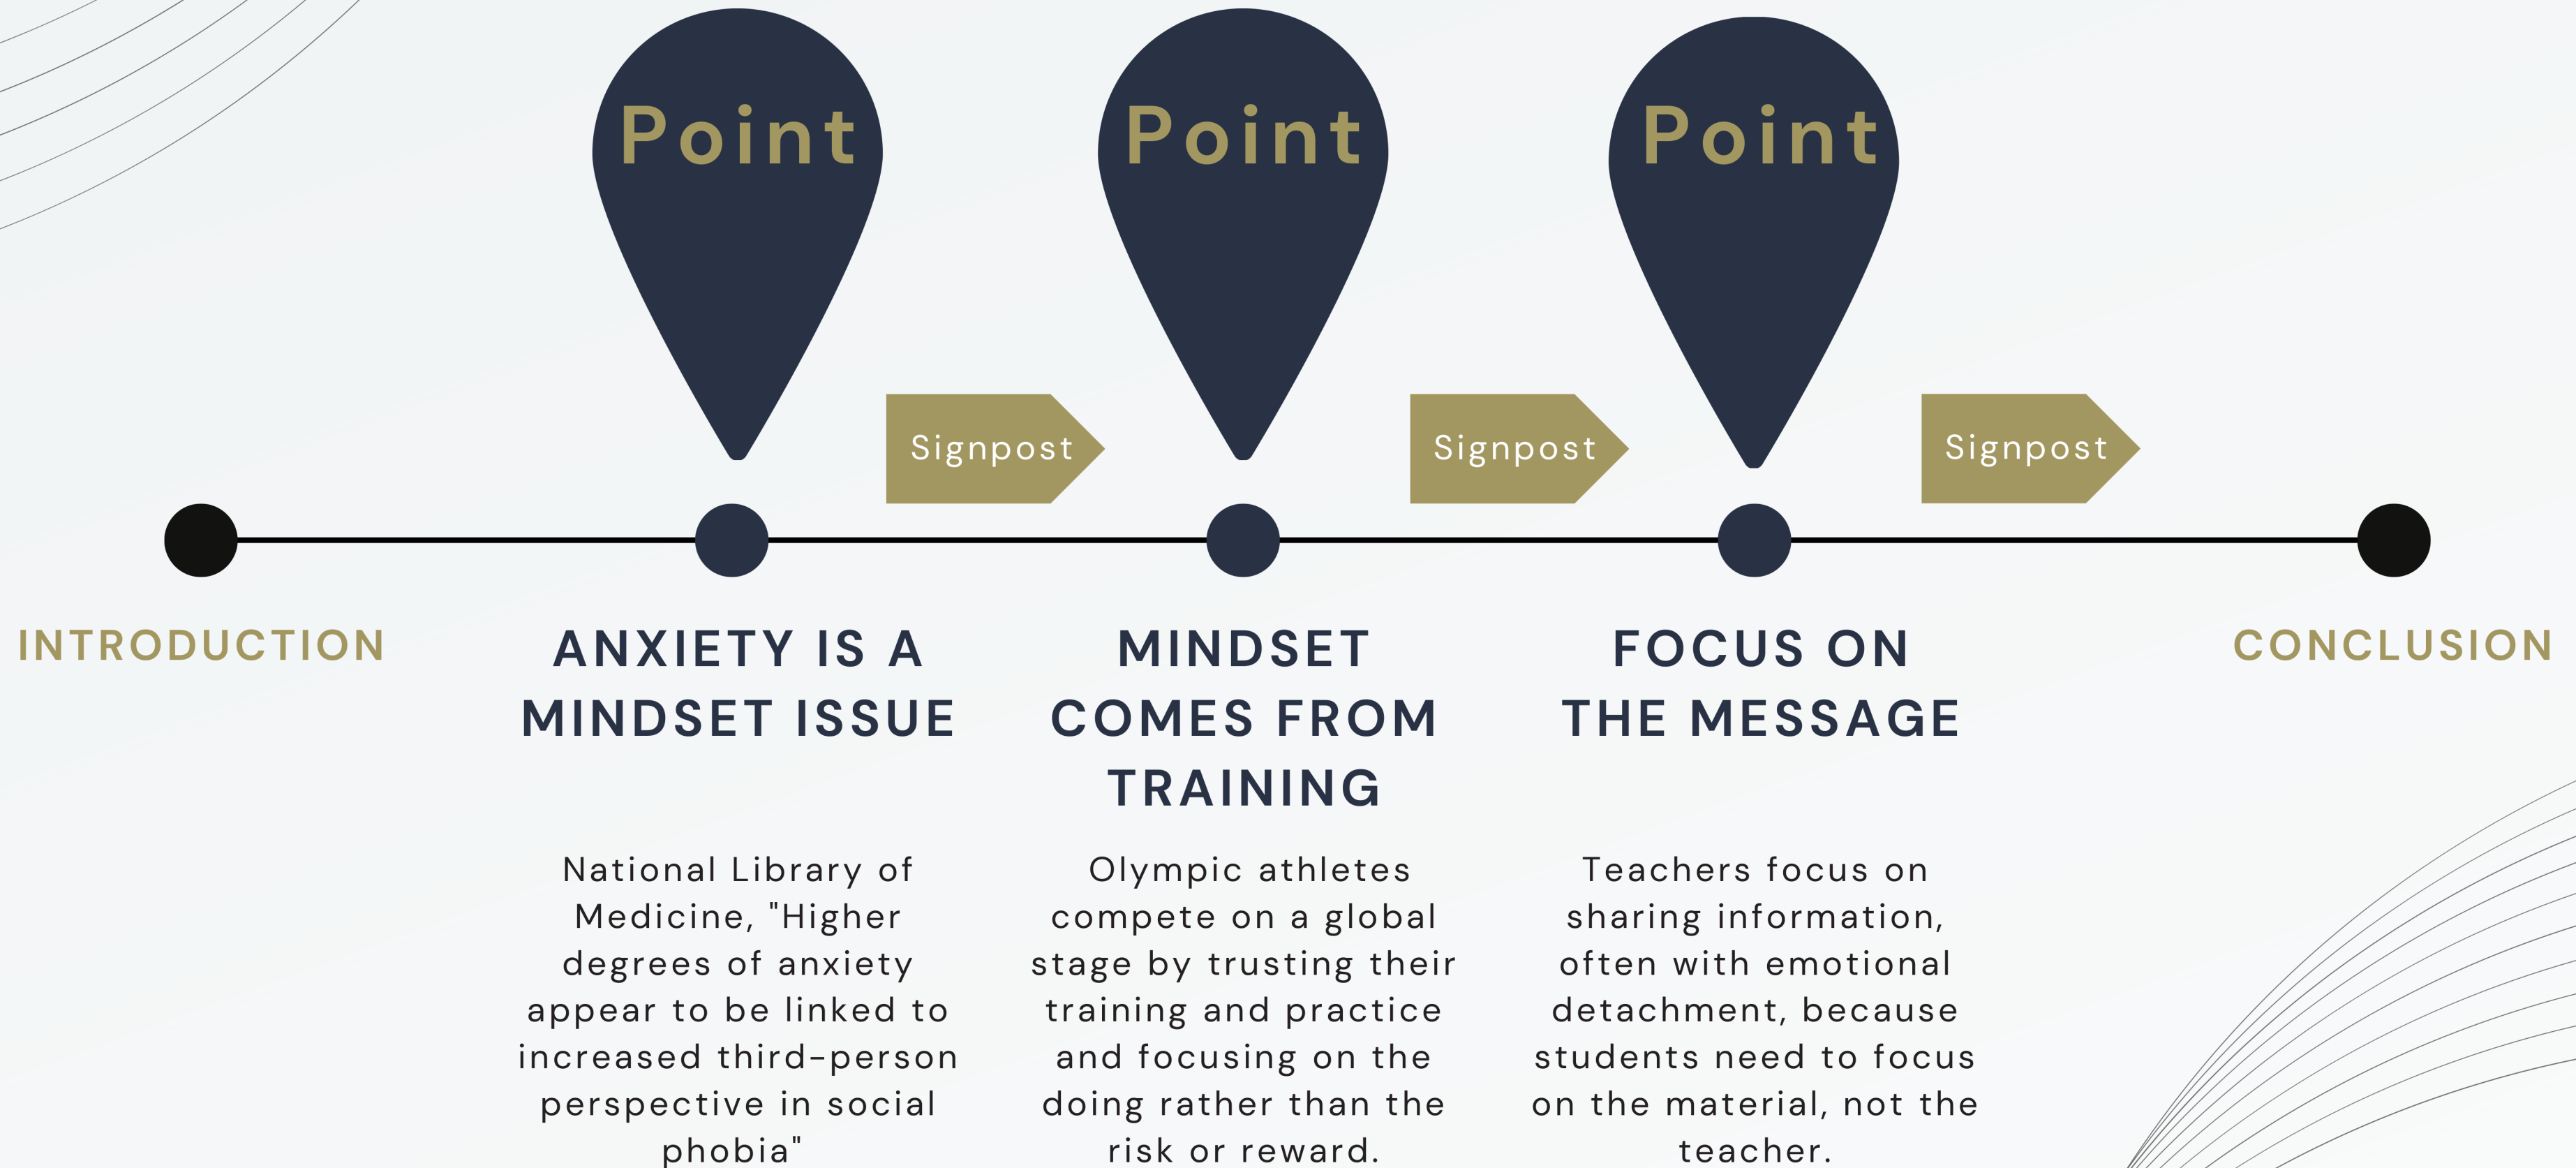 Point
Point
Point
Signpost
Signpost
Signpost
INTRODUCTION
ANXIETY IS A
MINDSET ISSUE
National Library of
Medicine, "Higher
degrees of anxiety
appear to be linked to
increased third-person
perspective in social
phobia"
MINDSET
COMES FROM
TRAINING
Olympic athletes
compete on a global
stage by trusting their
training and practice
and focusing on the
doing rather than the
risk or reward.
FOCUS ON
THE MESSAGE
Teachers focus on
sharing information,
often with emotional
detachment, because
students need to focus
on the material, not the
teacher.
CONCLUSION